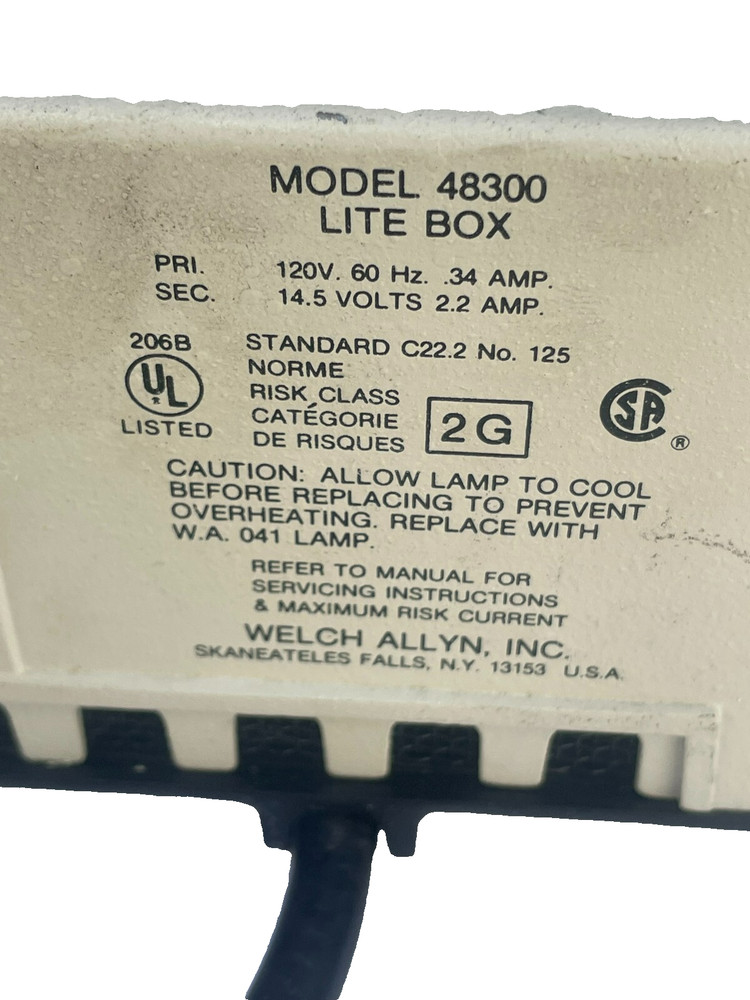 MODEL 48300
LITE BOX
PRI. 120V. 60 Hz. .34 AMP.
SEC. 14.5 VOLTS 2.2 AMP.
206B
UL
R
LISTED
STANDARD C22.2 No. 125
NORME
RISK CLASS
CATÉGORIE
DE RISQUES
2G
SA
®
CAUTION: ALLOW LAMP TO COOL
BEFORE REPLACING TO PREVENT
OVERHEATING. REPLACE WITH
W.A. 041 LAMP.
REFER TO MANUAL FOR
SERVICING INSTRUCTIONS
& MAXIMUM RISK CURRENT
WELCH ALLYN, INC.
SKANEATELES FALLS, N.Y. 13153 U.S.A.